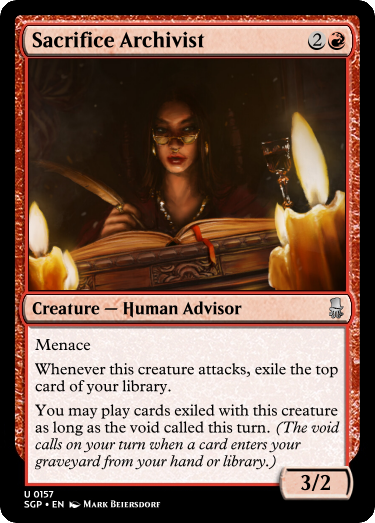 Sacrifice Archivist 2
Creature — Human Advisor
Menace
Whenever this creature attacks, exile the top
card of your library.
You may play cards exiled with this creature
as long as the void called this turn. (The void
calls on your turn when a card enters your
graveyard from your hand or library.)
3/2
U 0157
SGP • EN Mark Beiersdorf